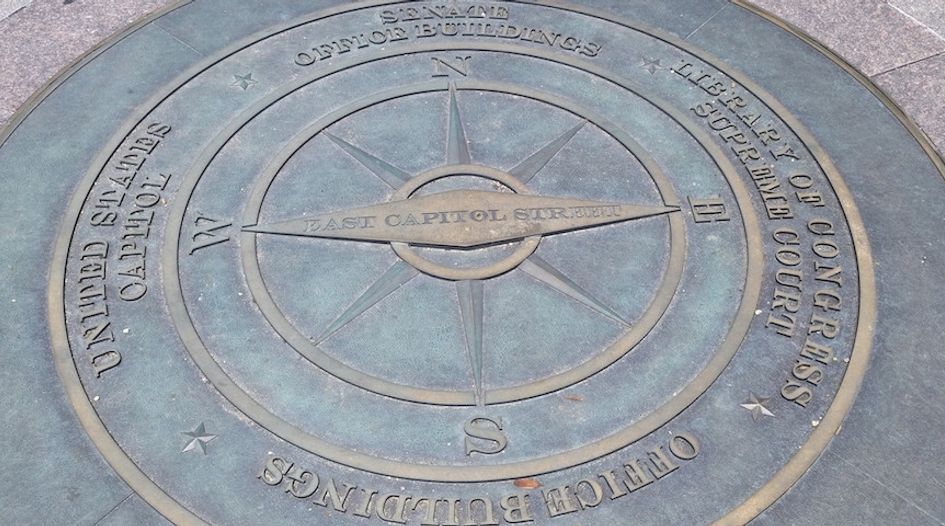 SENATE
OFFICE BUILDINGS
N
LIBRARY OF CONGRESS
SUPREME COURT
UNITED STATES
CAPITOL
W
EAST CAPITOL STREET
E
S
OFFICE BUILDINGS